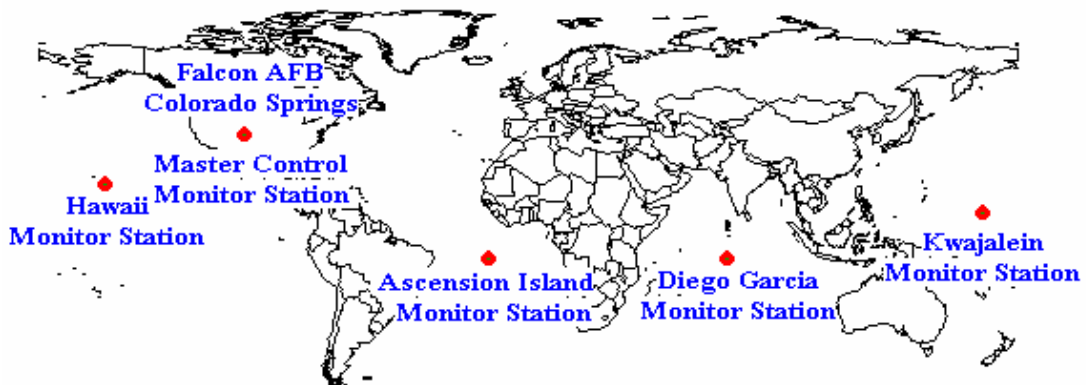 Falcon AFB
Colorado Springs
Master Control
Monitor Station
Hawaii
Monitor Station
Ascension Island
Monitor Station
Diego Garcia
Monitor Station
Kwajalein
Monitor Station